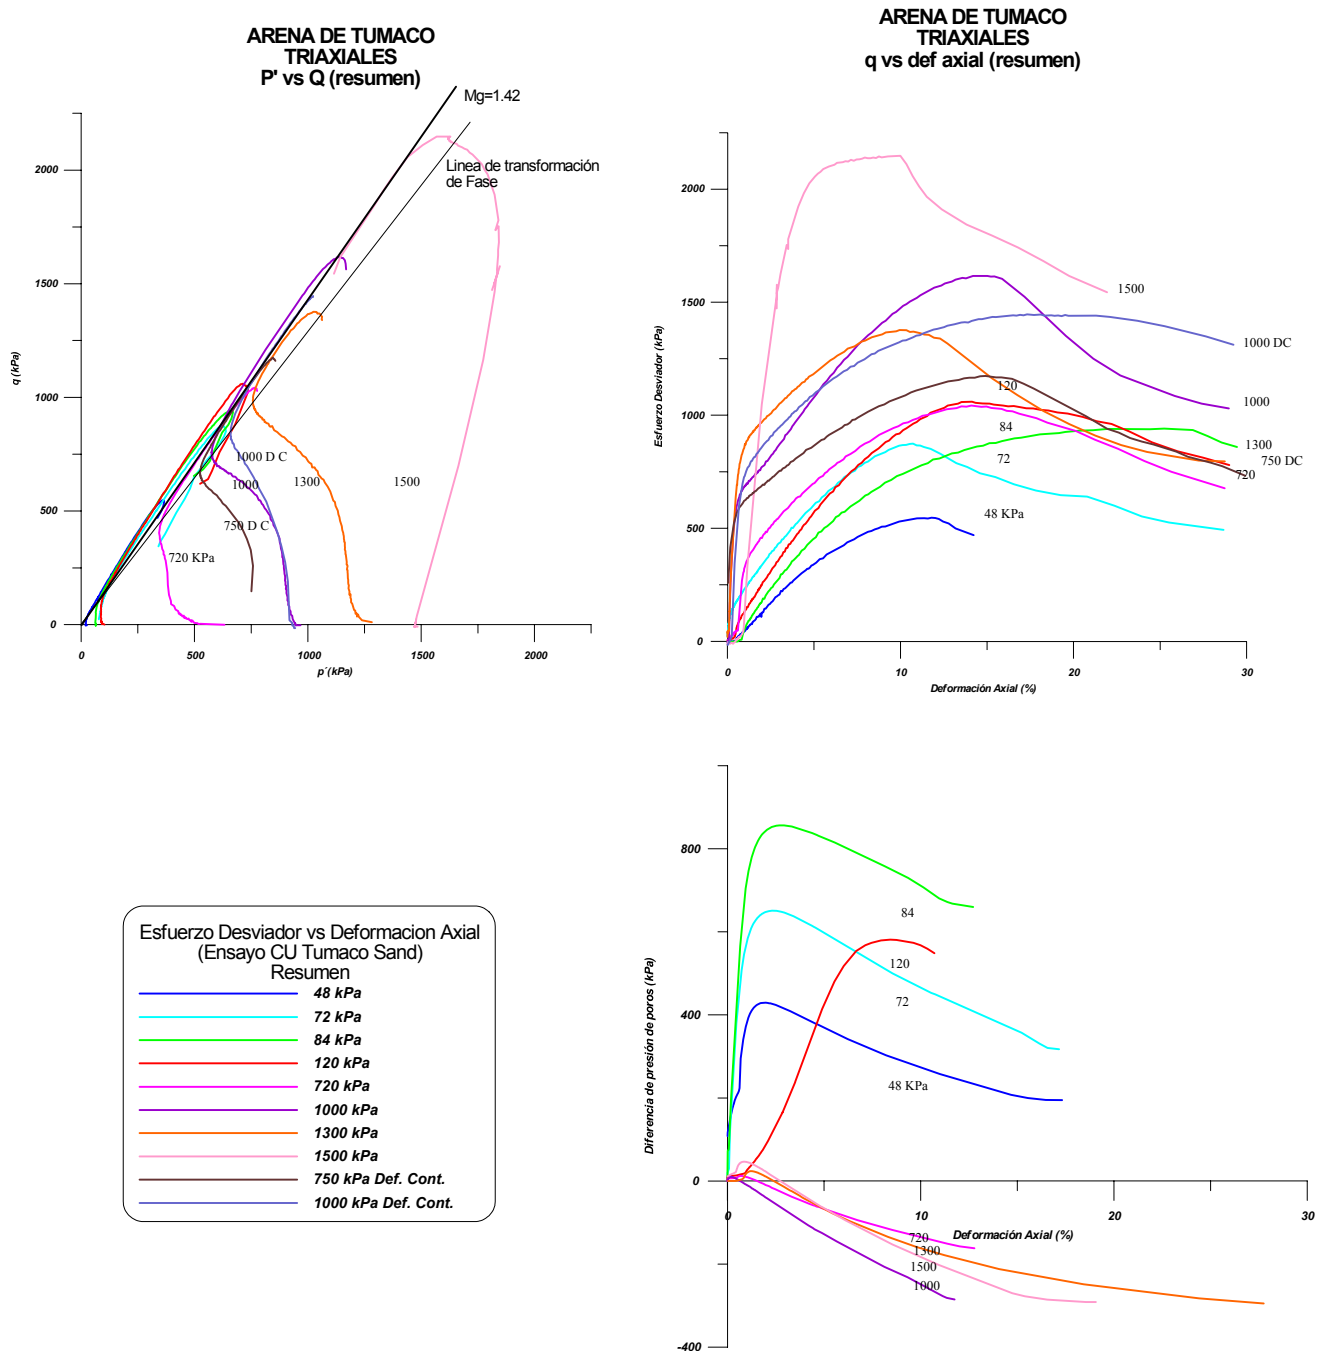 ARENA DE TUMACO
TRIAXIALES
P' vs Q (resumen)
Mg=1.42
Linea de transformación
de Fase
2000
1500
1000
500
0
q (kPa)
1000 D C
1000
1300
1500
750 D C
720 KPa
0
500
1000
1500
2000
p´(kPa)
ARENA DE TUMACO
TRIAXIALES
q vs def axial (resumen)
2000
1500
1000
500
0
Esfuerzo Desviador (kPa)
1500
1000 DC
120
1000
84
1300
72
750 DC
720
48 KPa
0
10
20
30
Deformación Axial (%)
Esfuerzo Desviador vs Deformacion Axial
(Ensayo CU Tumaco Sand)
Resumen
48 kPa
72 kPa
84 kPa
120 kPa
720 kPa
1000 kPa
1300 kPa
1500 kPa
750 kPa Def. Cont.
1000 kPa Def. Cont.
800
400
0
-400
Diferencia de presión de poros (kPa)
84
120
72
48 KPa
0
10
20
30
Deformación Axial (%)
720
1300
1500
1000